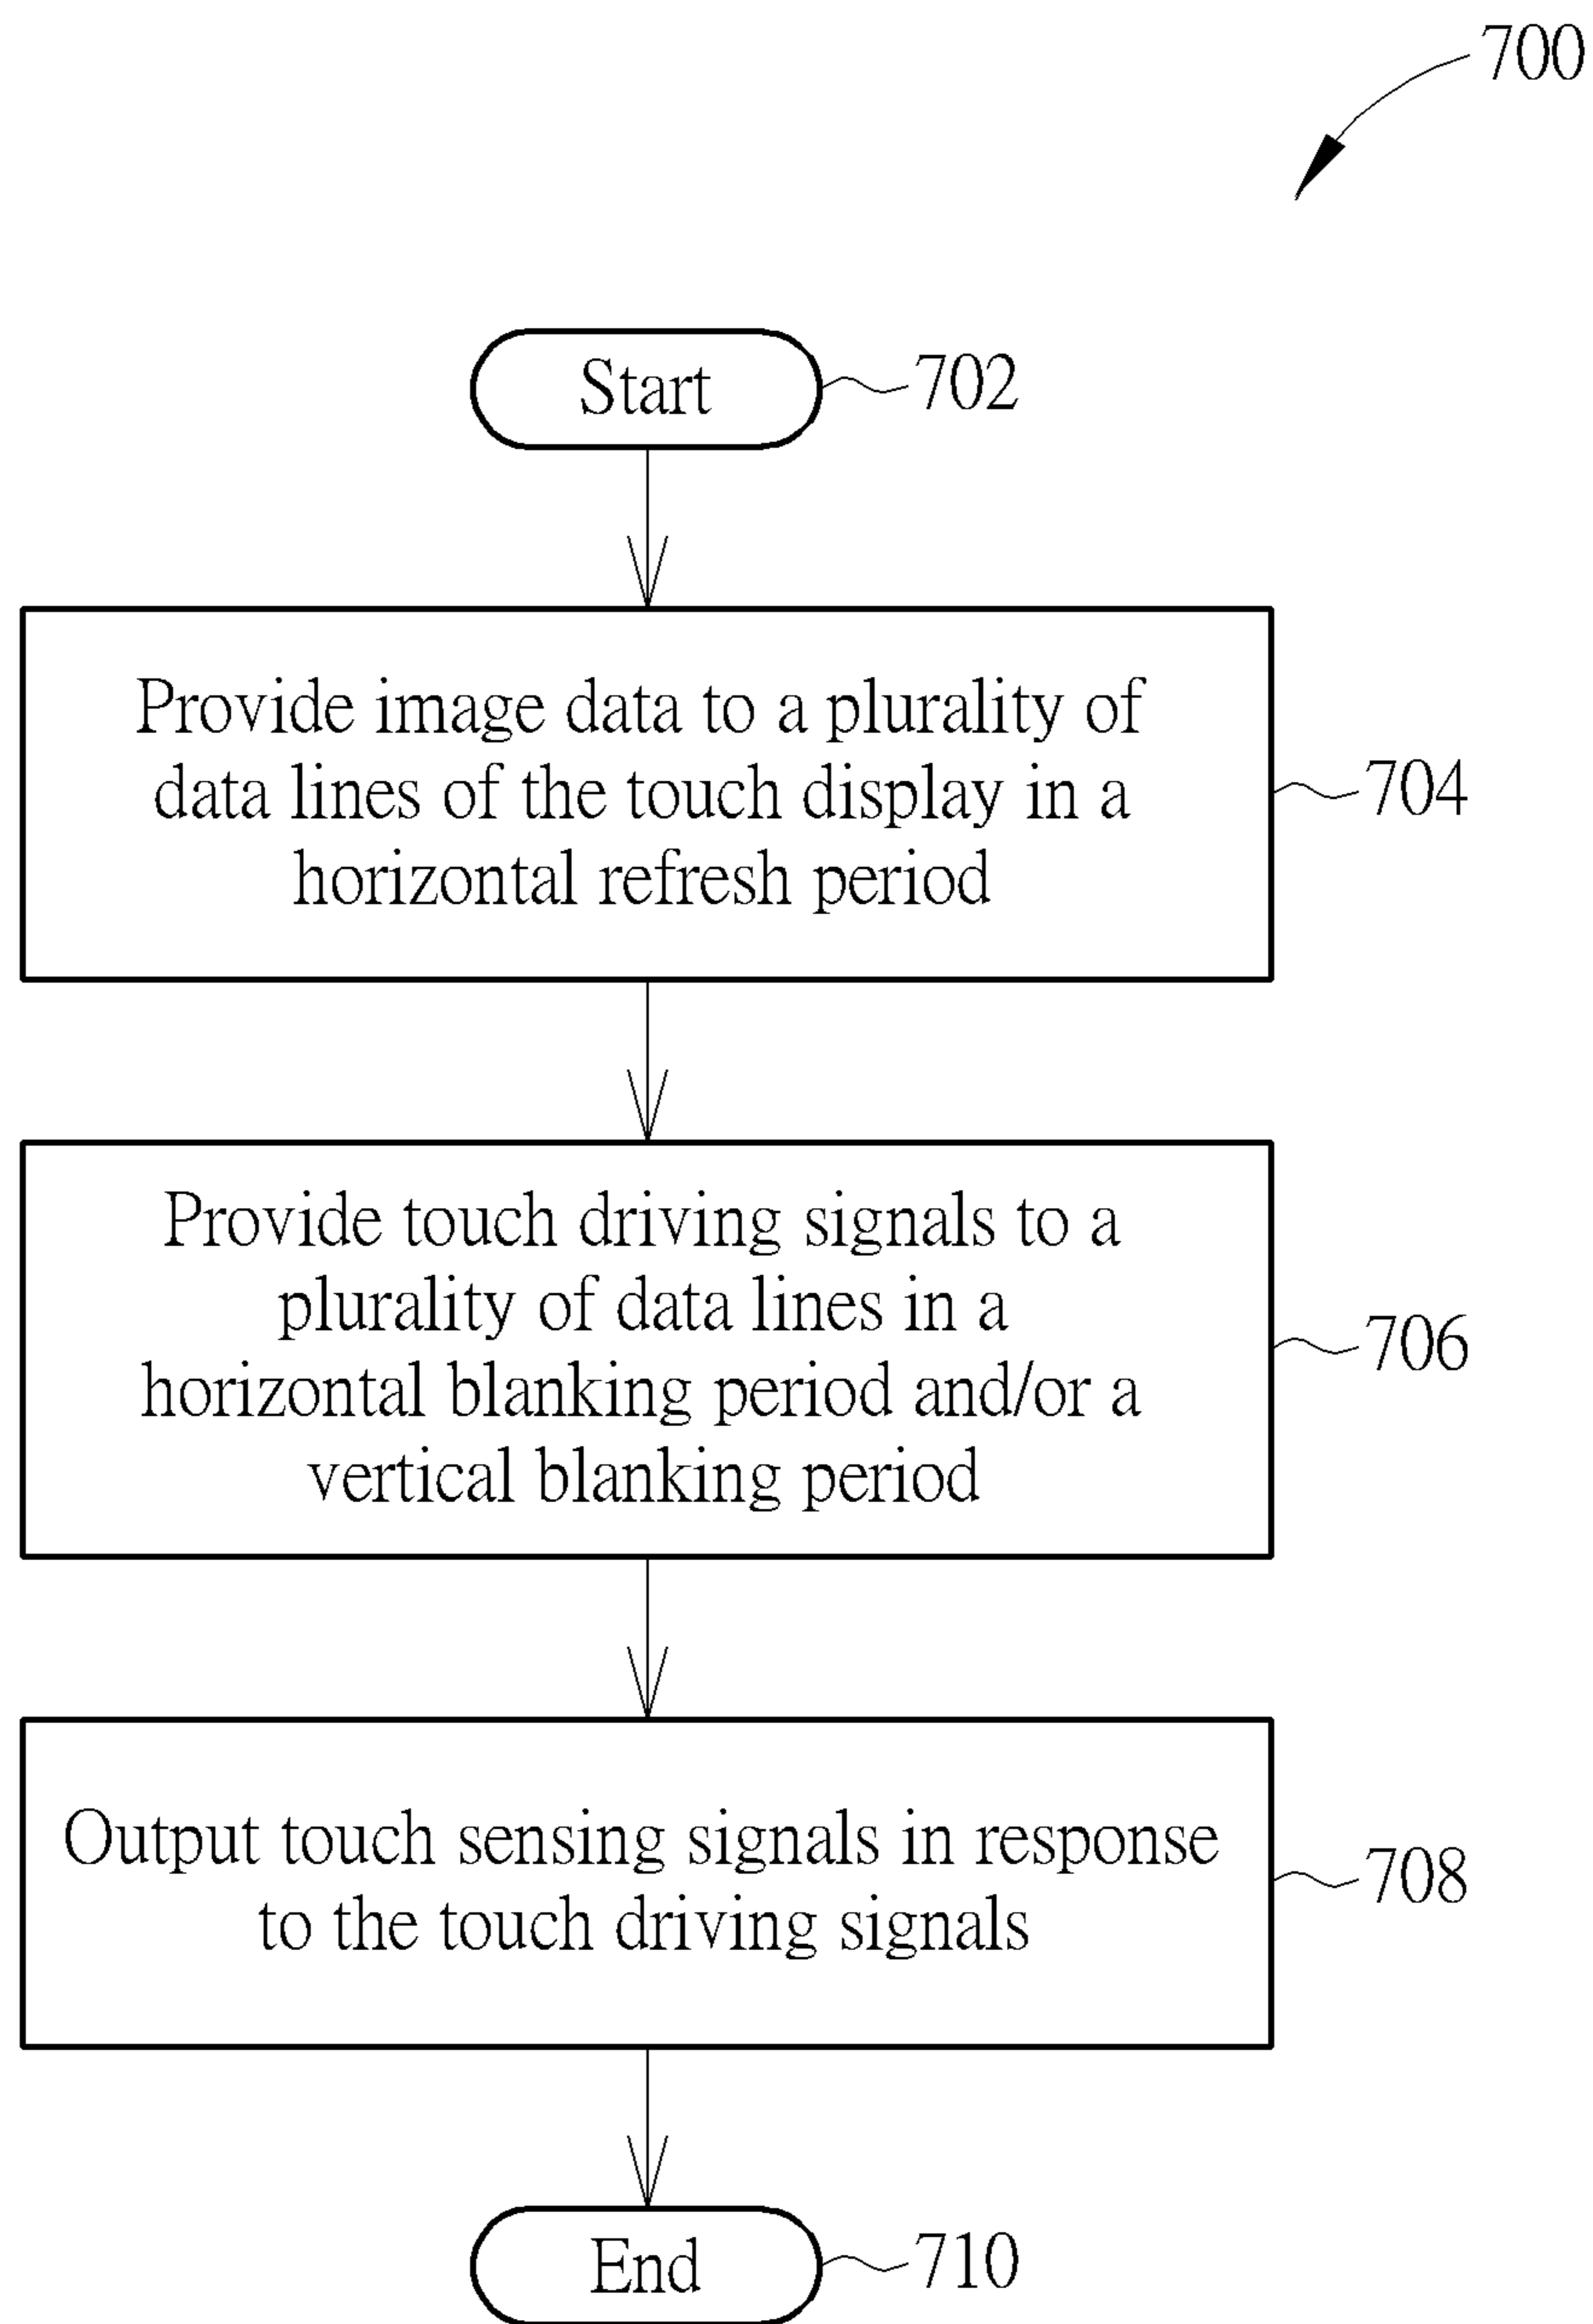 700
Start
702
Provide image data to a plurality of
data lines of the touch display in a
horizontal refresh period
704
Provide touch driving signals to a
plurality of data lines in a
horizontal blanking period and/or a
vertical blanking period
706
Output touch sensing signals in response
to the touch driving signals
708
End
710